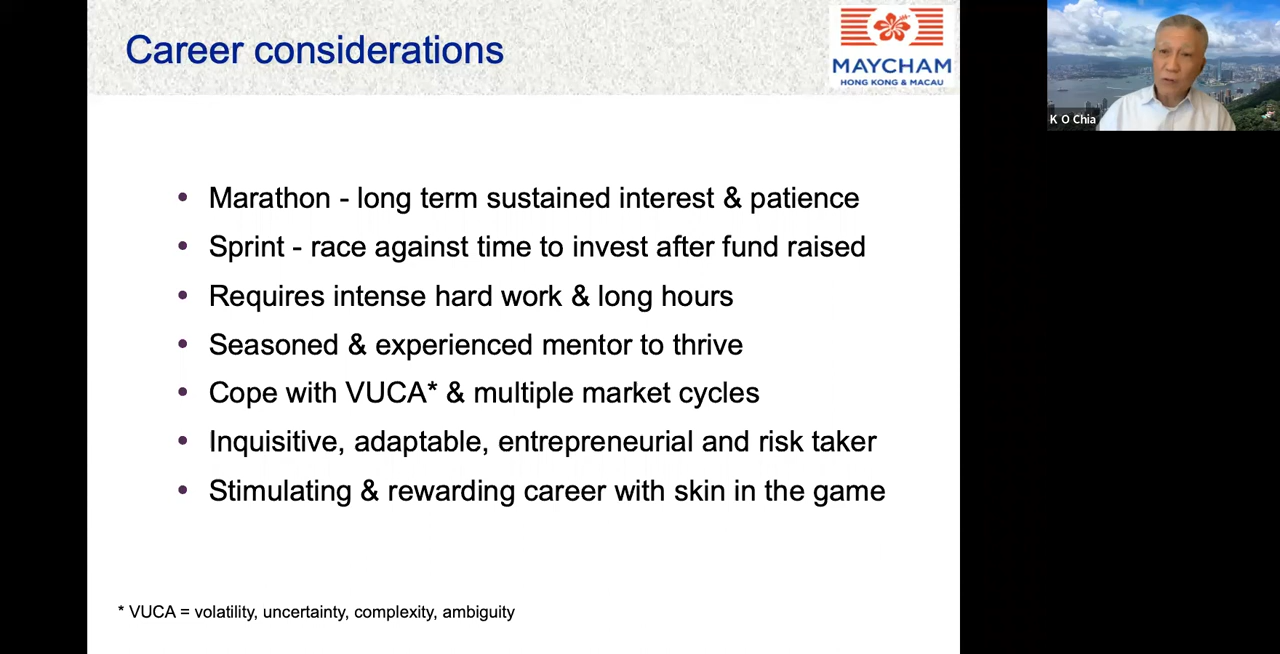 Career considerations
MAYCHAM
HONG KONG & MACAU
K O Chia
• Marathon - long term sustained interest & patience
• Sprint - race against time to invest after fund raised
• Requires intense hard work & long hours
• Seasoned & experienced mentor to thrive
• Cope with VUCA* & multiple market cycles
• Inquisitive, adaptable, entrepreneurial and risk taker
• Stimulating & rewarding career with skin in the game
* VUCA = volatility, uncertainty, complexity, ambiguity